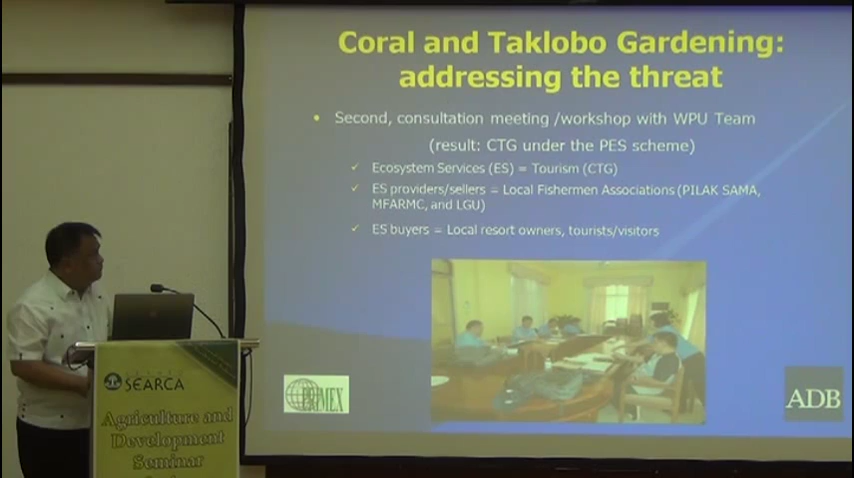 Coral and Taklobo Gardening:
addressing the threat
• Second, consultation meeting /workshop with WPU Team
(result: CTG under the PES scheme)
✓ Ecosystem Services (ES) = Tourism (CTG)
✓ ES providers/sellers = Local Fishermen Associations (PILAK SAMA,
MFARMC, and LGU)
✓ ES buyers = Local resort owners, tourists/visitors
PRIMEX
ADB
SEARCA
Agriculture and
Development
Seminar